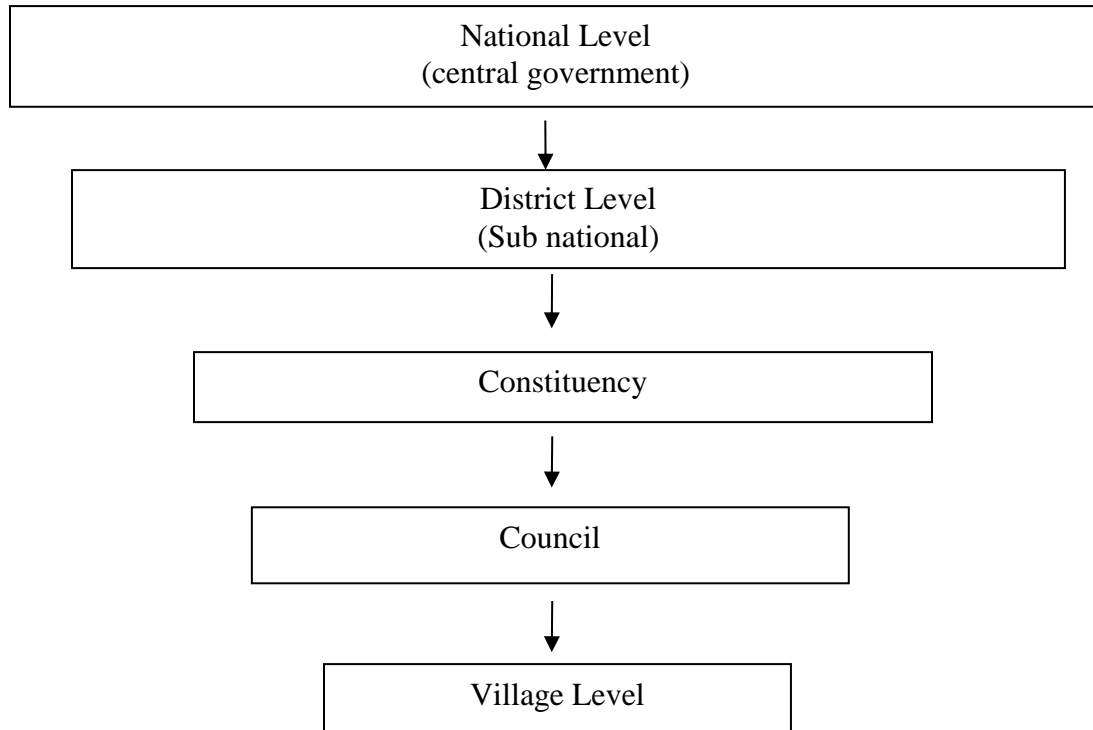 National Level
(central government)
District Level
(Sub national)
Constituency
Council
Village Level